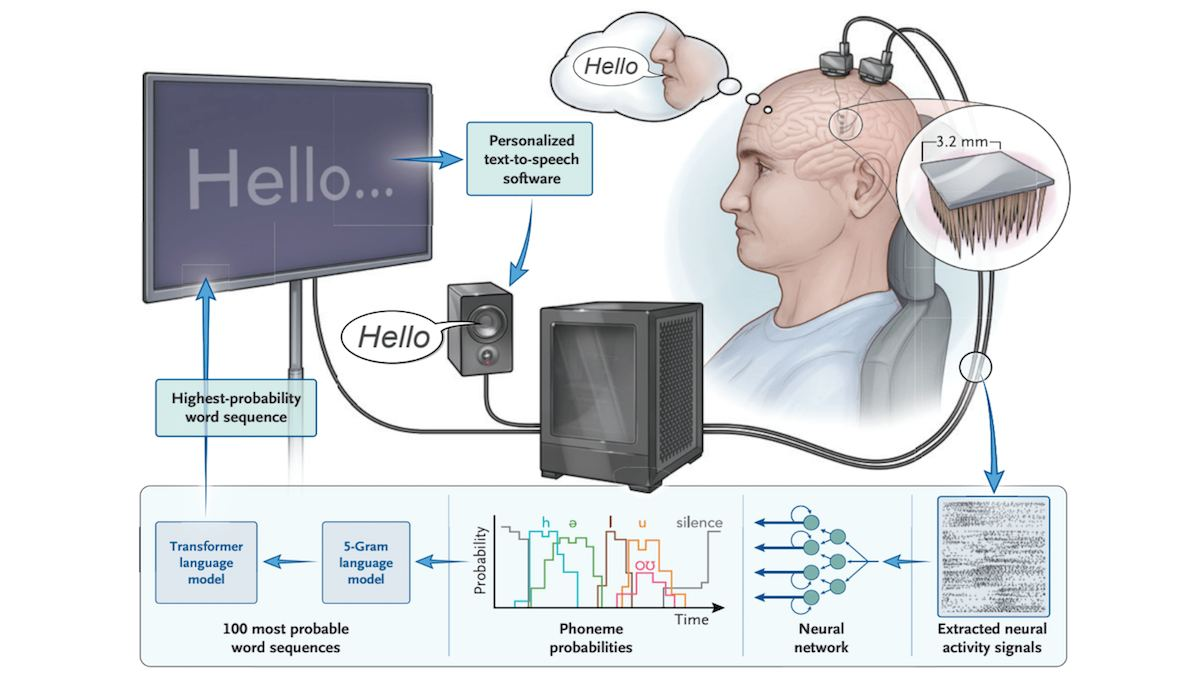 Hello
3.2 mm
Hello...
Personalized
text-to-speech
software
Hello
Highest-probability
word sequence
Transformer
language
model
5-Gram
language
model
100 most probable
word sequences
Probability
h
ə
l
u
oʊ
silence
Time
Phoneme
probabilities
Neural
network
Extracted neural
activity signals